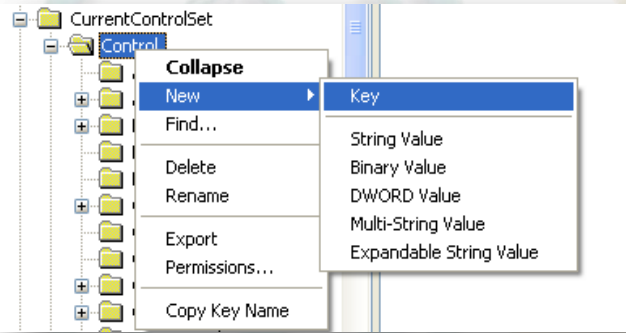 CurrentControlSet
Control
Collapse
New
Find...
Delete
Rename
Export
Permissions...
Copy Key Name
Key
String Value
Binary Value
DWORD Value
Multi-String Value
Expandable String Value